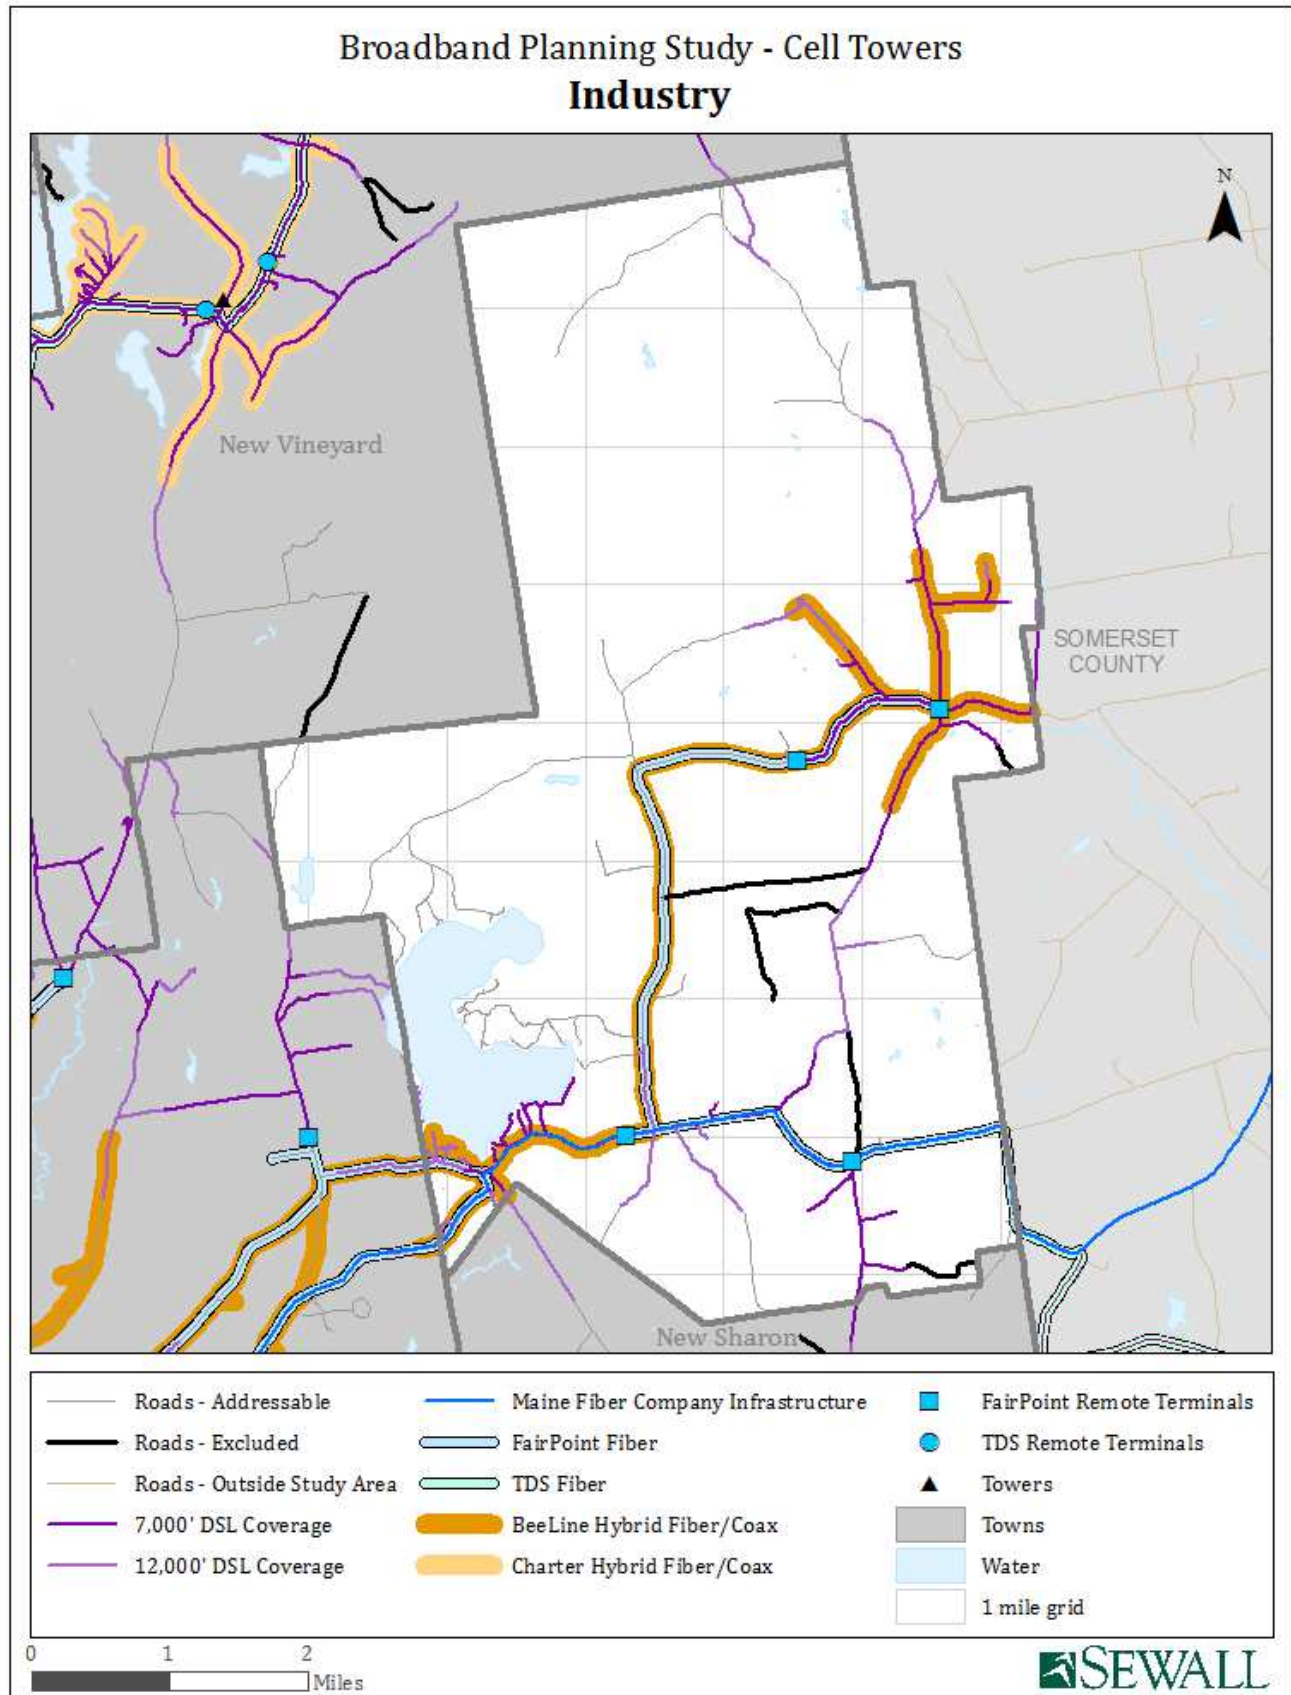 Broadband Planning Study - Cell Towers
Industry
N
New Vineyard
SOMERSET
COUNTY
New Sharon
Roads - Addressable
Roads - Excluded
Roads - Outside Study Area
7,000' DSL Coverage
12,000' DSL Coverage
Maine Fiber Company Infrastructure
FairPoint Fiber
TDS Fiber
BeeLine Hybrid Fiber/Coax
Charter Hybrid Fiber/Coax
FairPoint Remote Terminals
TDS Remote Terminals
Towers
Towns
Water
1 mile grid
0 1 2
Miles
SEWALL